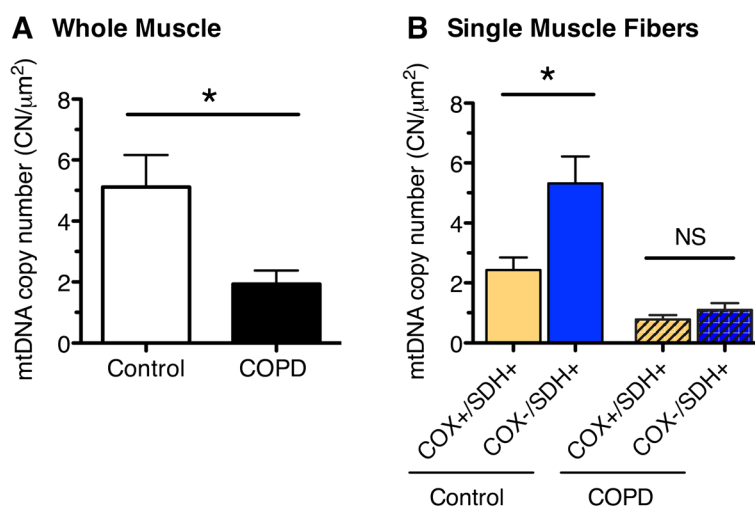 A Whole Muscle
mtDNA copy number (CN/μm²)
8
6
4
2
0
*
Control
COPD
B Single Muscle Fibers
mtDNA copy number (CN/μm²)
8
6
4
2
0
*
NS
COX+/SDH+
COX-/SDH+
COX+/SDH+
COX-/SDH+
Control
COPD